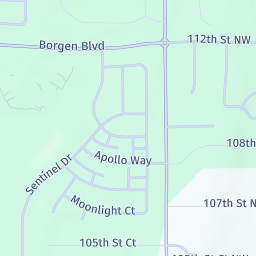 Borgen Blvd
112th St NW
108th
Apollo Way
Sentinel Dr
Moonlight Ct
107th St N
105th St Ct